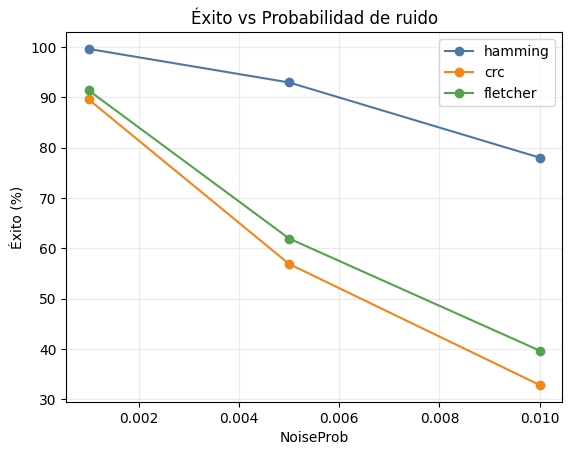 Éxito vs Probabilidad de ruido
hamming
crc
fletcher
Éxito (%)
100
90
80
70
60
50
40
30
0.002 0.004 0.006 0.008 0.010
NoiseProb